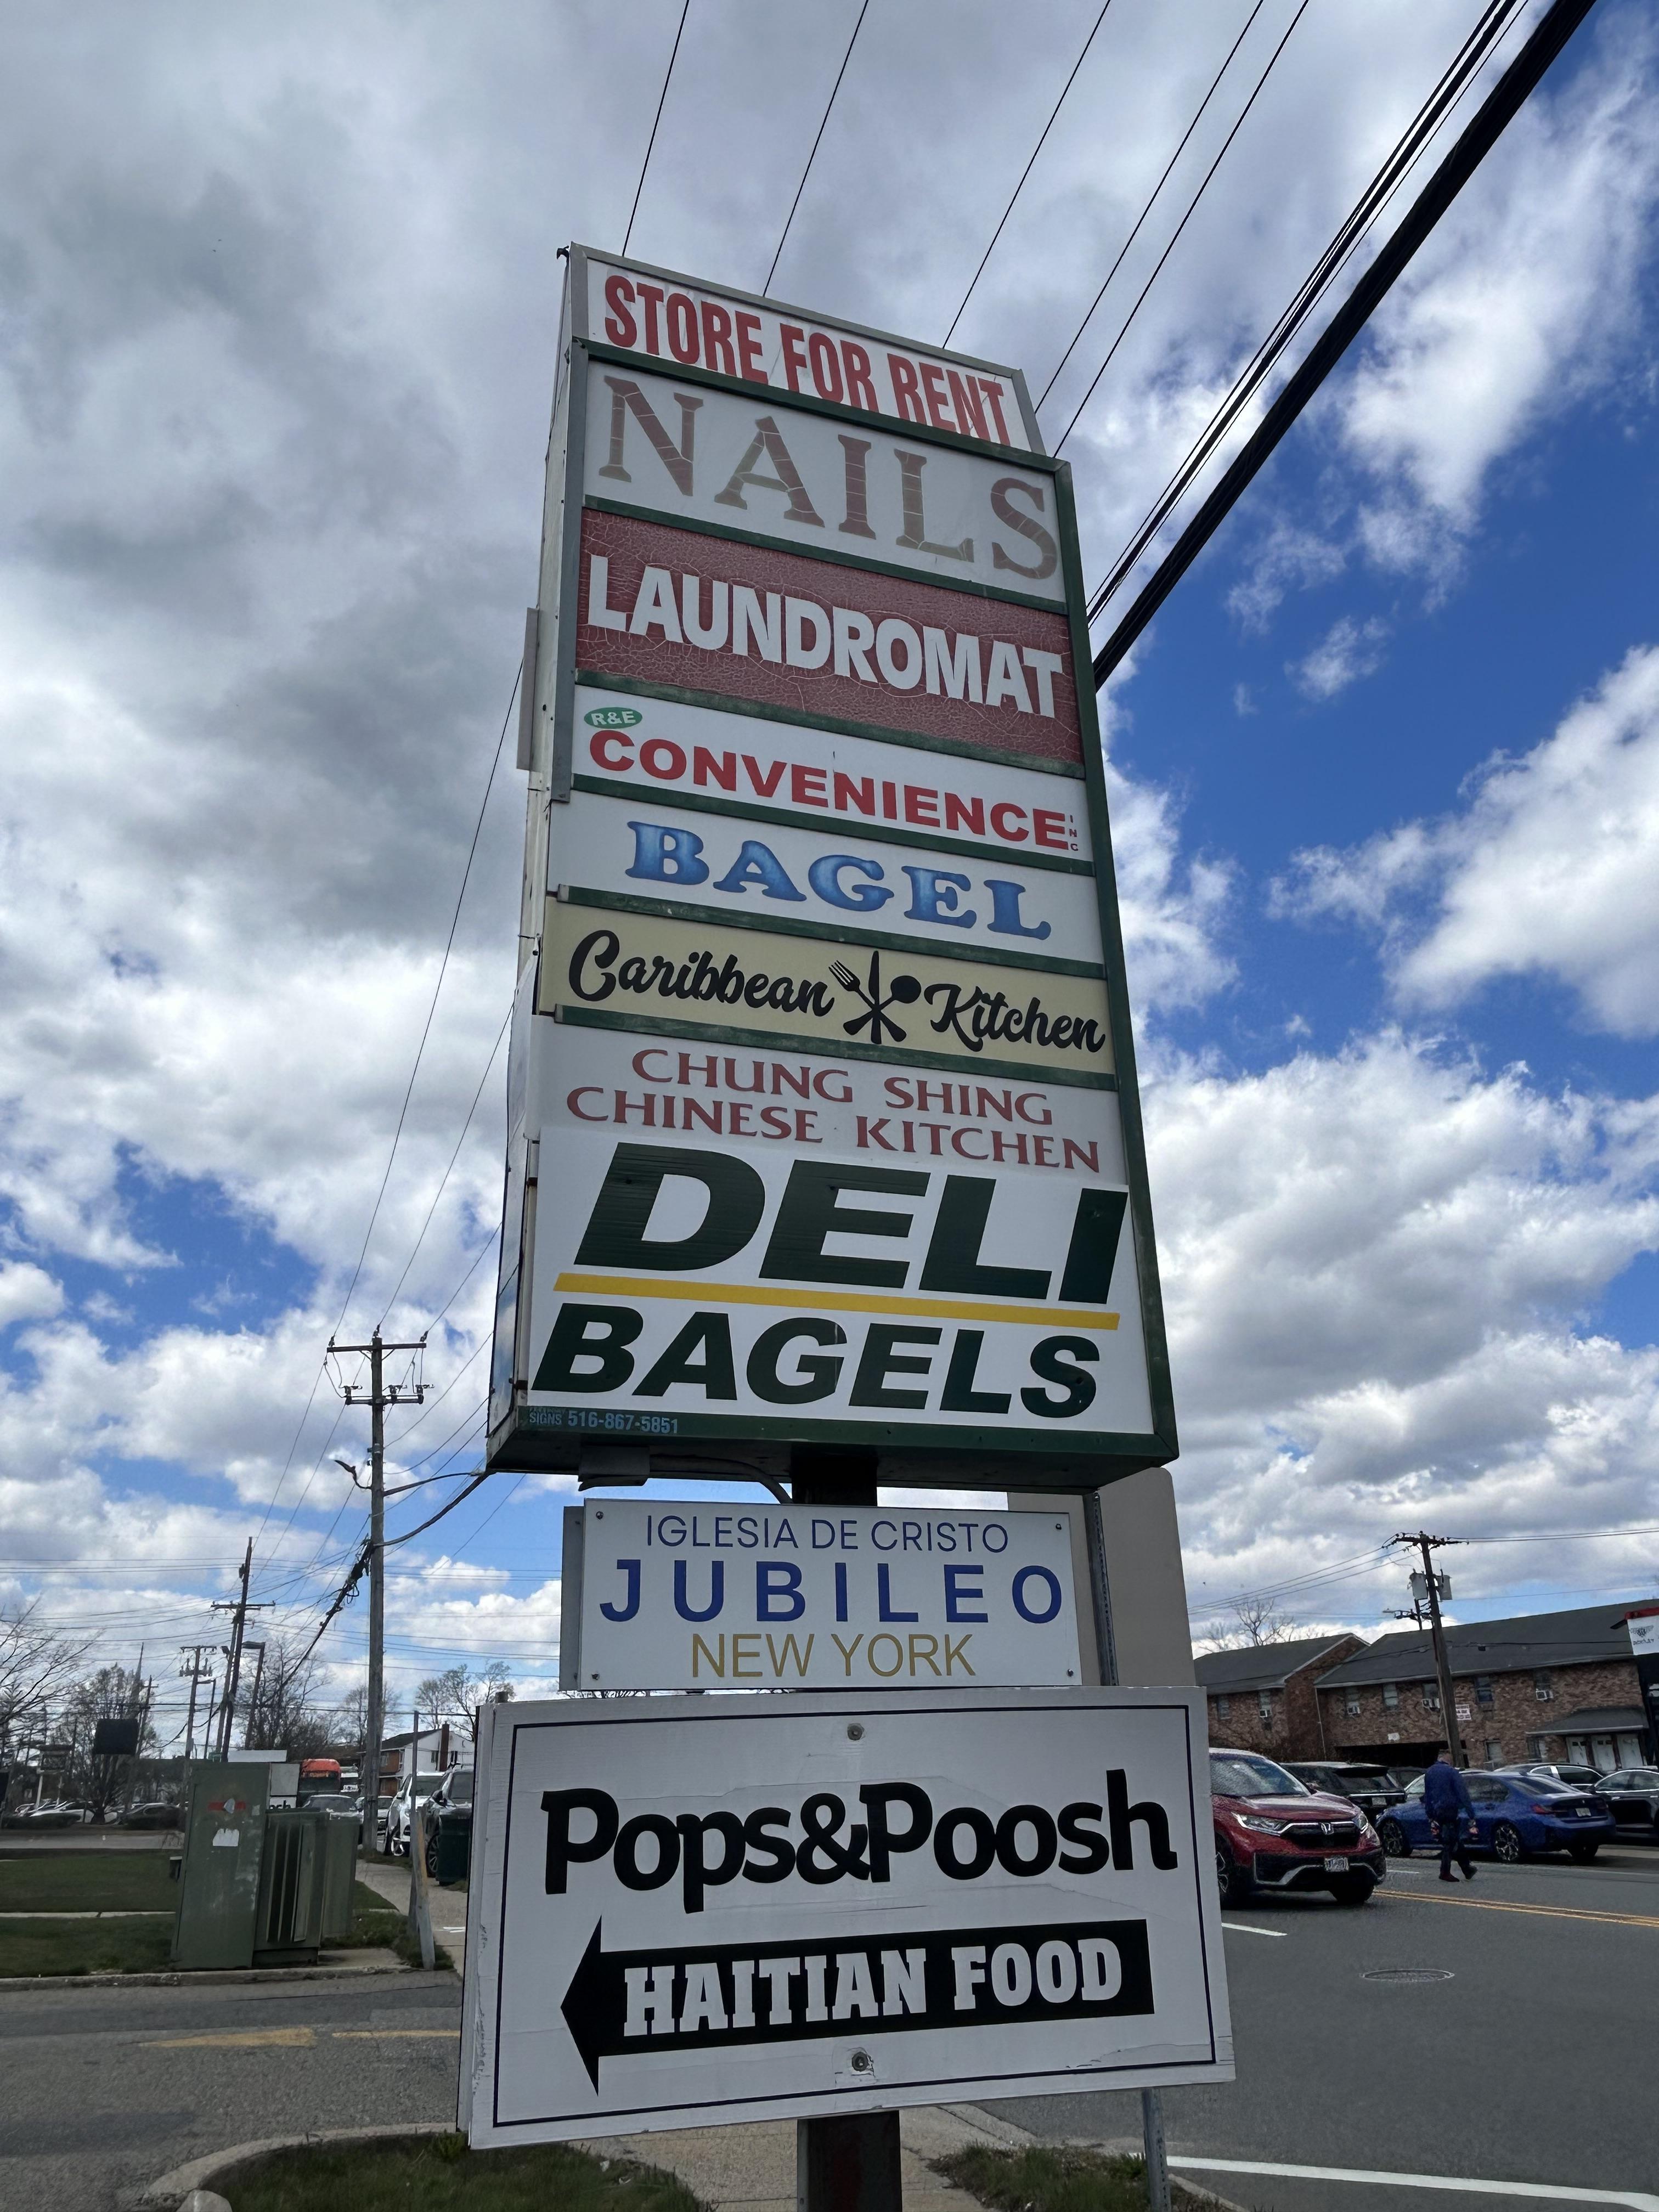 STORE FOR RENT
NAILS
LAUNDROMAT
R&E
CONVENIENCE INC
BAGEL
Caribbean Kitchen
CHUNG SHING
CHINESE KITCHEN
DELI
BAGELS
SIGNS 516-867-5851
IGLESIA DE CRISTO
JUBILEO
NEW YORK
Pops&Poosh
HAITIAN FOOD